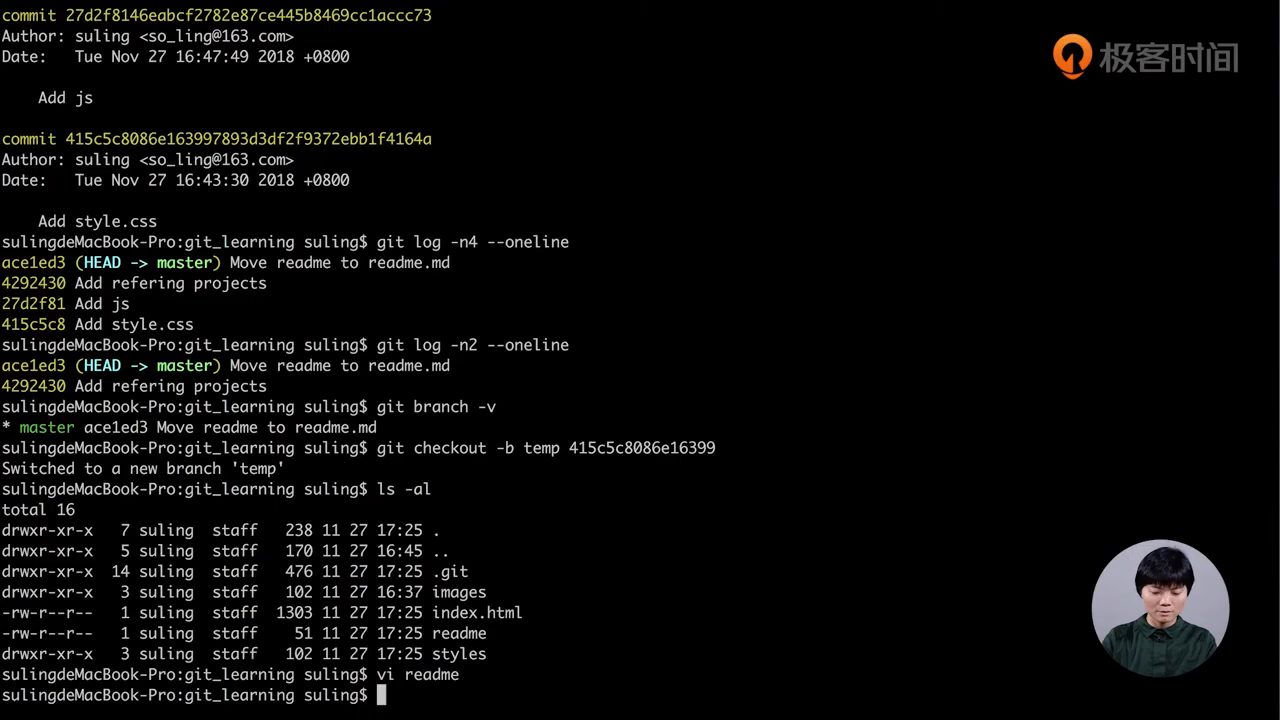 commit 27d2f8146eabcf2782e87ce445b8469cc1accc73
Author: suling <so_ling@163.com>
Date:   Tue Nov 27 16:47:49 2018 +0800
极客时间
    Add js
commit 415c5c8086e163997893d3df2f9372ebb1f4164a
Author: suling <so_ling@163.com>
Date:   Tue Nov 27 16:43:30 2018 +0800
    Add style.css
sulingdeMacBook-Pro:git_learning suling$ git log -n4 --oneline
ace1ed3 (HEAD -> master) Move readme to readme.md
4292430 Add refering projects
27d2f81 Add js
415c5c8 Add style.css
sulingdeMacBook-Pro:git_learning suling$ git log -n2 --oneline
ace1ed3 (HEAD -> master) Move readme to readme.md
4292430 Add refering projects
sulingdeMacBook-Pro:git_learning suling$ git branch -v
* master ace1ed3 Move readme to readme.md
sulingdeMacBook-Pro:git_learning suling$ git checkout -b temp 415c5c8086e16399
Switched to a new branch 'temp'
sulingdeMacBook-Pro:git_learning suling$ ls -al
total 16
drwxr-xr-x   7 suling  staff   238 11 27 17:25 .
drwxr-xr-x   5 suling  staff   170 11 27 16:45 ..
drwxr-xr-x  14 suling  staff   476 11 27 17:25 .git
drwxr-xr-x   3 suling  staff   102 11 27 16:37 images
-rw-r--r--   1 suling  staff  1303 11 27 17:25 index.html
-rw-r--r--   1 suling  staff    51 11 27 17:25 readme
drwxr-xr-x   3 suling  staff   102 11 27 17:25 styles
sulingdeMacBook-Pro:git_learning suling$ vi readme
sulingdeMacBook-Pro:git_learning suling$